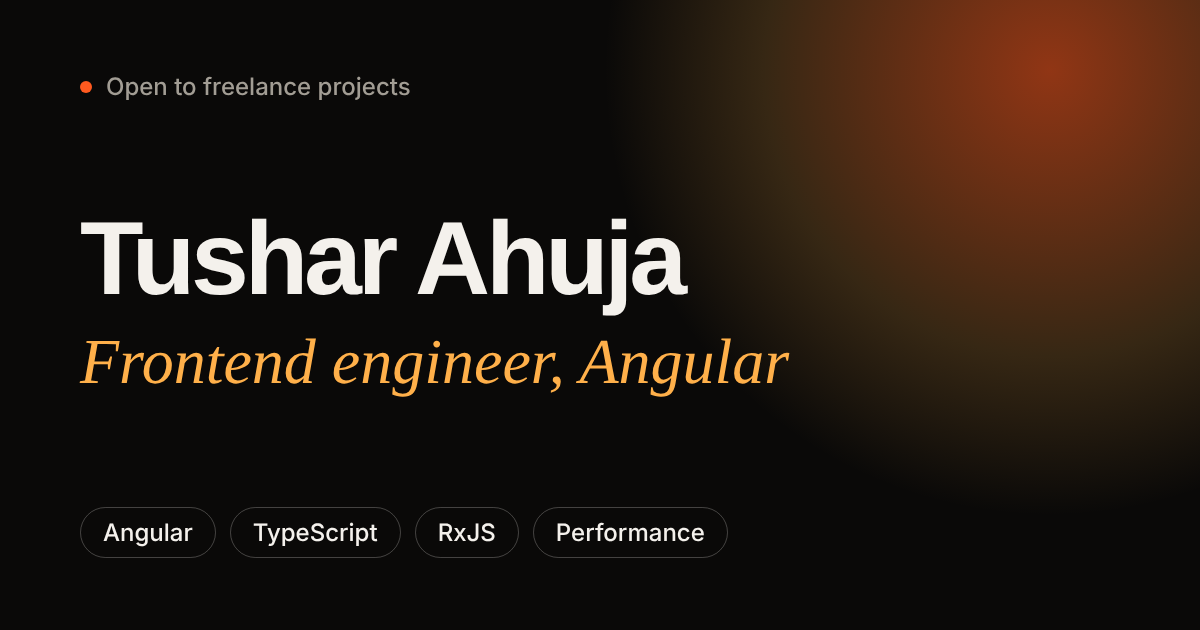 Open to freelance projects
Tushar Ahuja
Frontend engineer, Angular
Angular TypeScript RxJS Performance